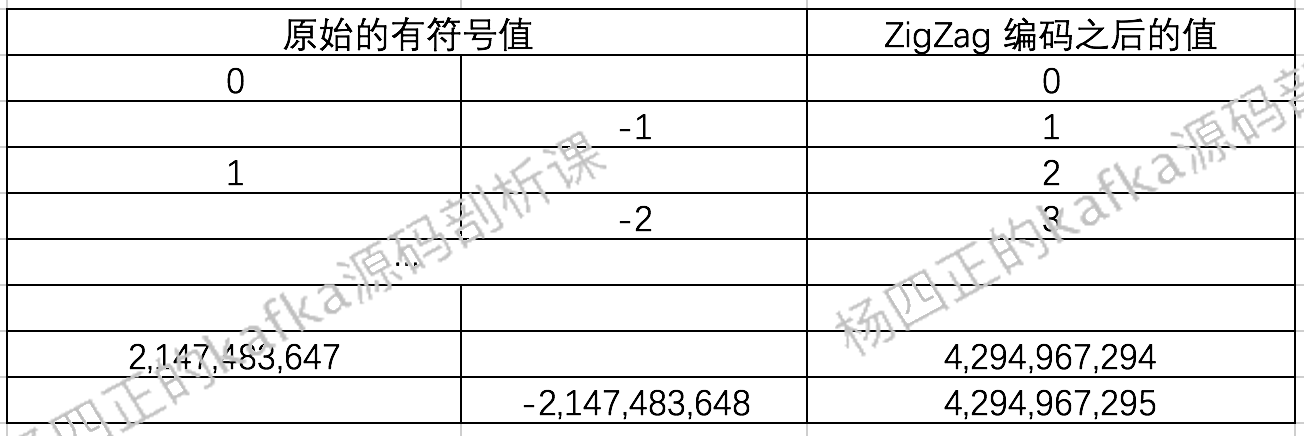 原始的有符号值 ZigZag 编码之后的值
0 0
-1 1
1 2
-2 3
...
2,147,483,647 4,294,967,294
-2,147,483,648 4,294,967,295
杨四正的kafka源码剖析课
杨四正的kafka源码剖